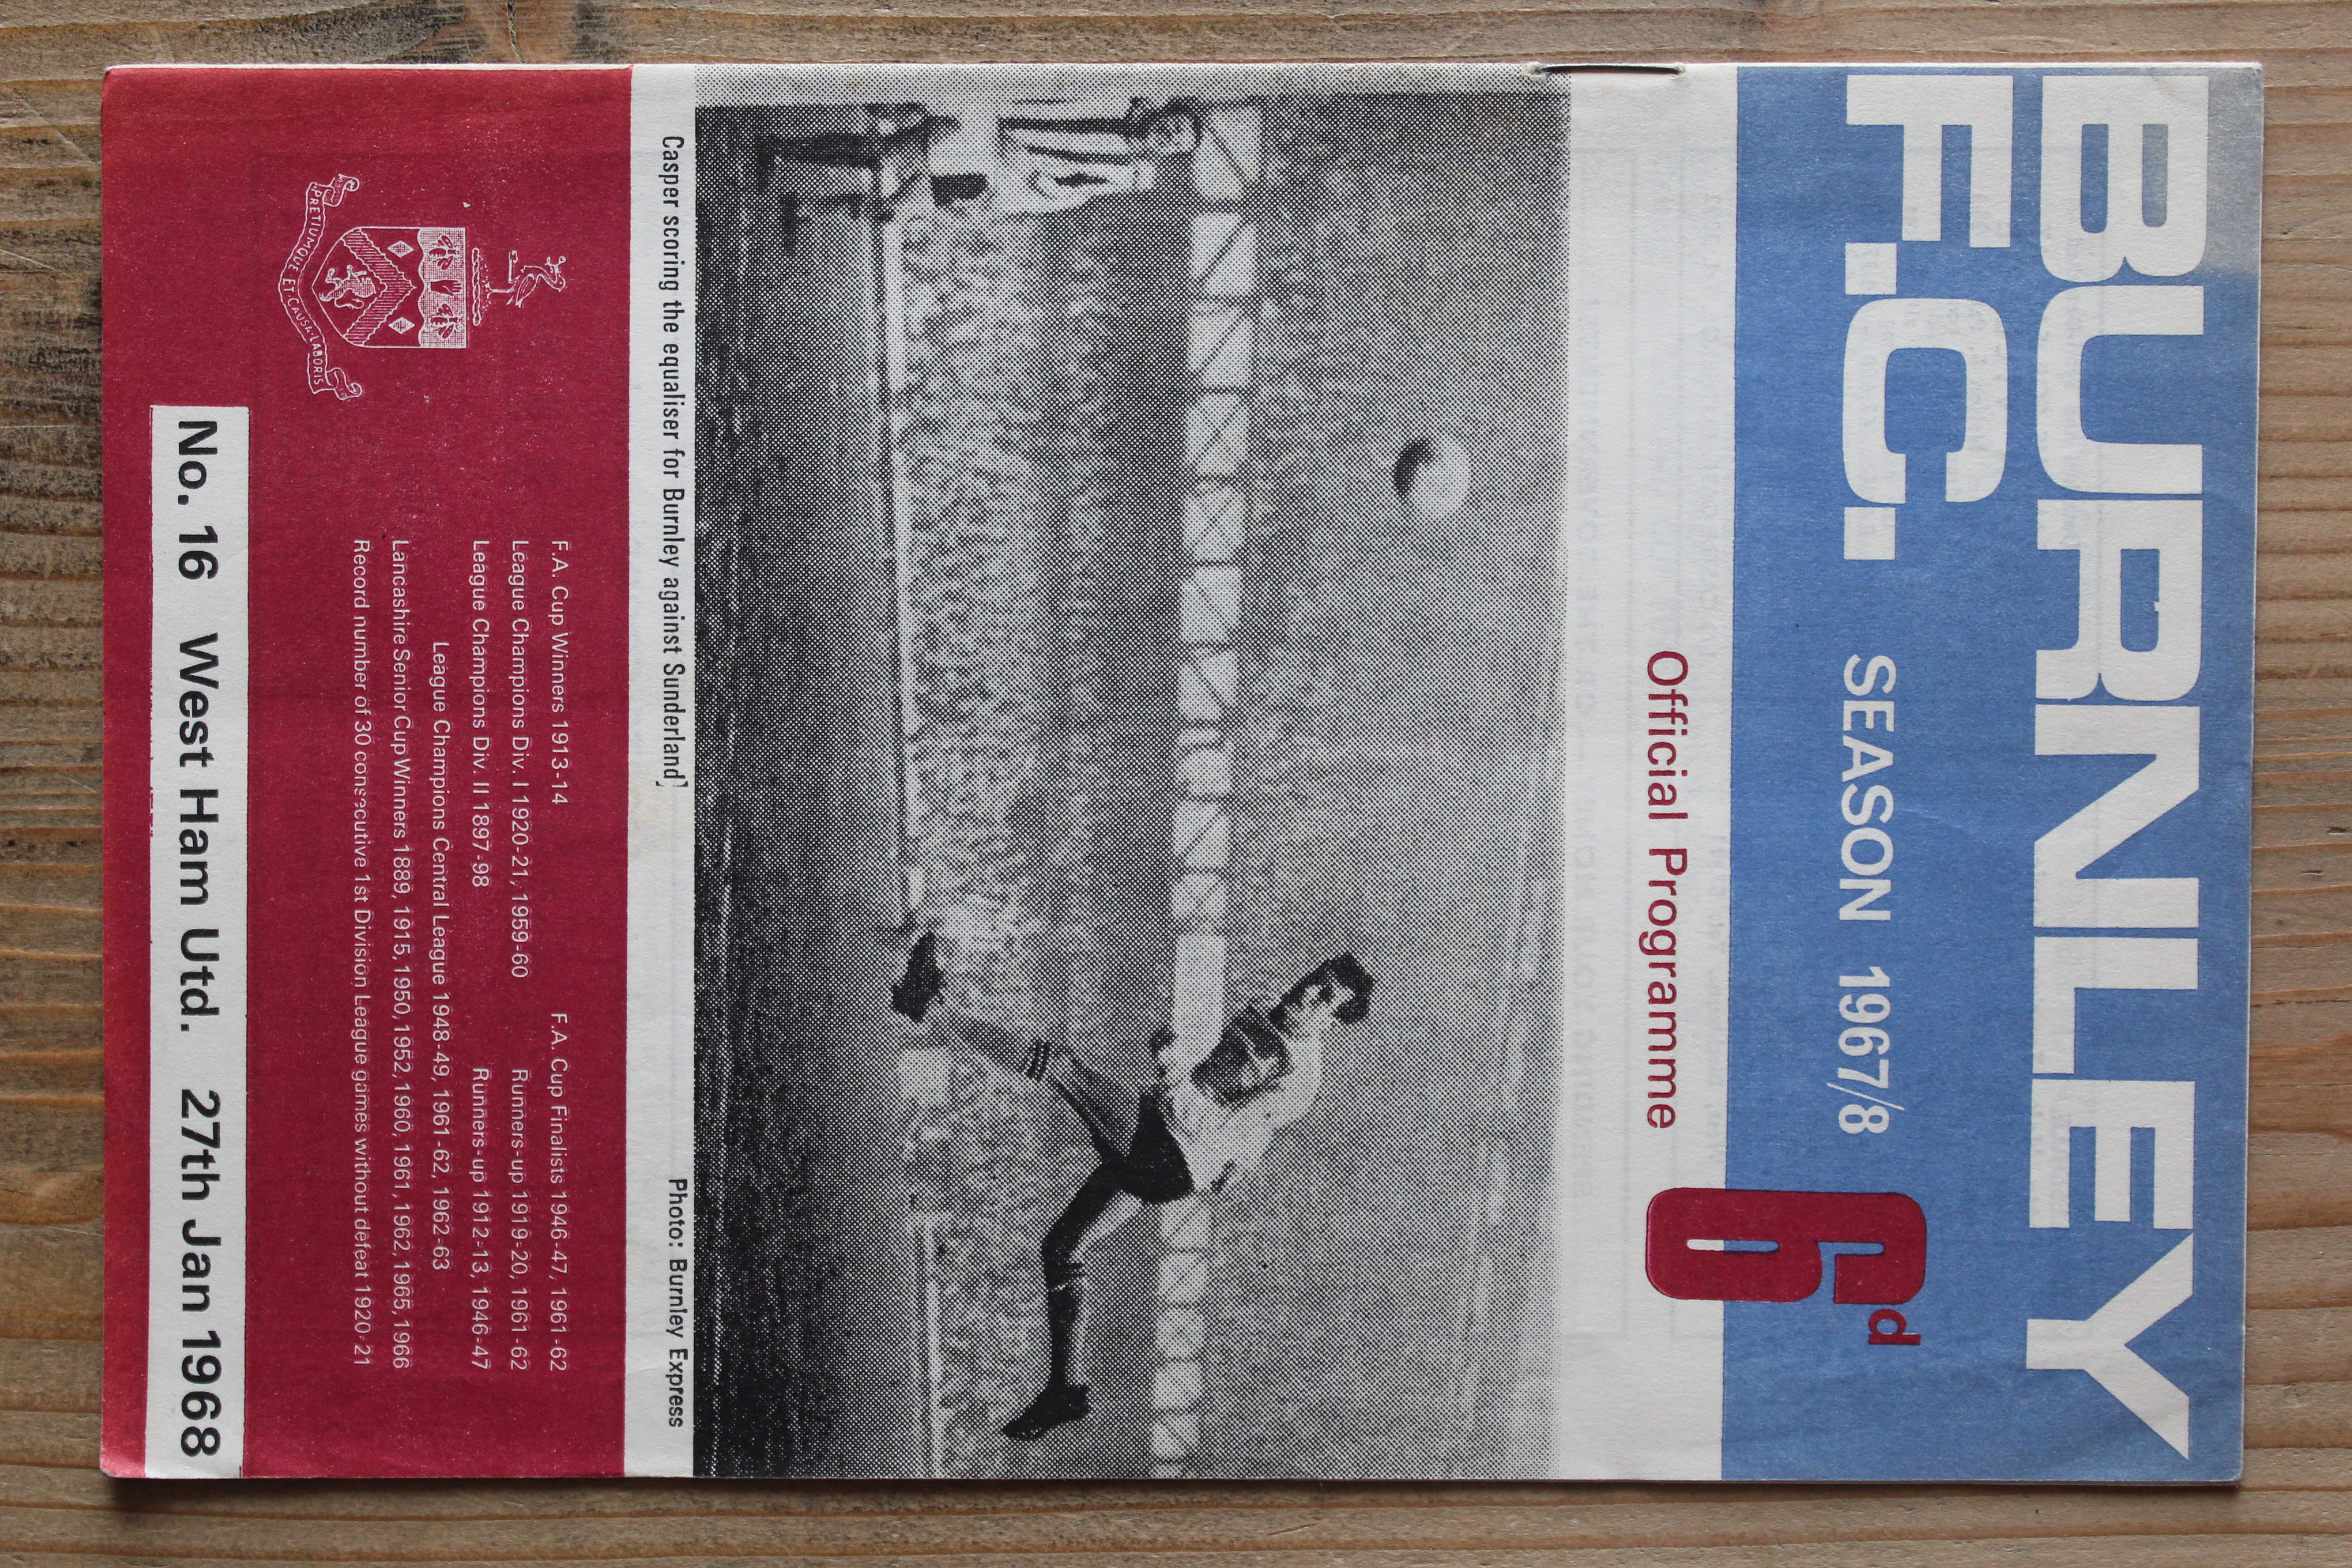 BURNLEY
F.C. SEASON 1967/8 6d
Official Programme
Casper scoring the equaliser for Burnley against Sunderland] Photo: Burnley Express
F.A. Cup Winners 1913-14 F.A. Cup Finalists 1946-47, 1961-62
League Champions Div. I 1920-21, 1959-60 Runners-up 1919-20, 1961-62
League Champions Div. II 1897-98 Runners-up 1912-13, 1946-47
League Champions Central League 1948-49, 1961-62, 1962-63
Lancashire Senior Cup Winners 1889, 1915, 1950, 1952, 1960, 1961, 1962, 1965, 1966
Record number of 30 consecutive 1st Division League games without defeat 1920-21
PRETIUMQUE ET CAUSA LABORIS
No. 16 West Ham Utd. 27th Jan 1968